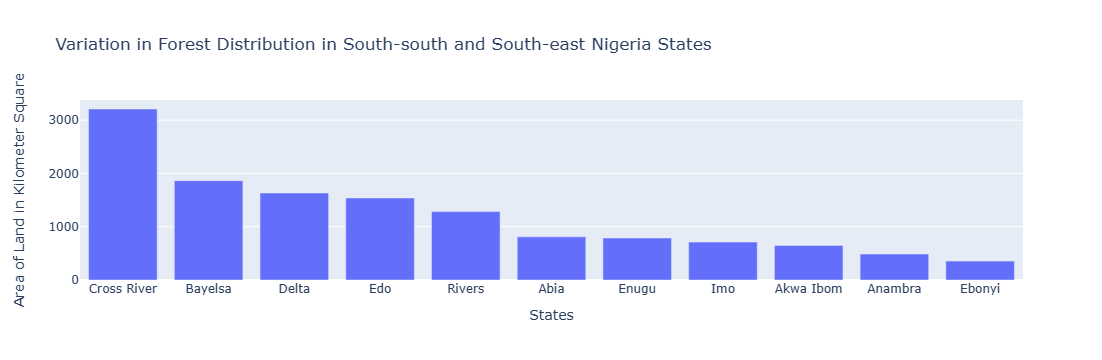 Variation in Forest Distribution in South-south and South-east Nigeria States
Area of Land in Kilometer Square
3000
2000
1000
0
Cross River Bayelsa Delta Edo Rivers Abia Enugu Imo Akwa Ibom Anambra Ebonyi
States